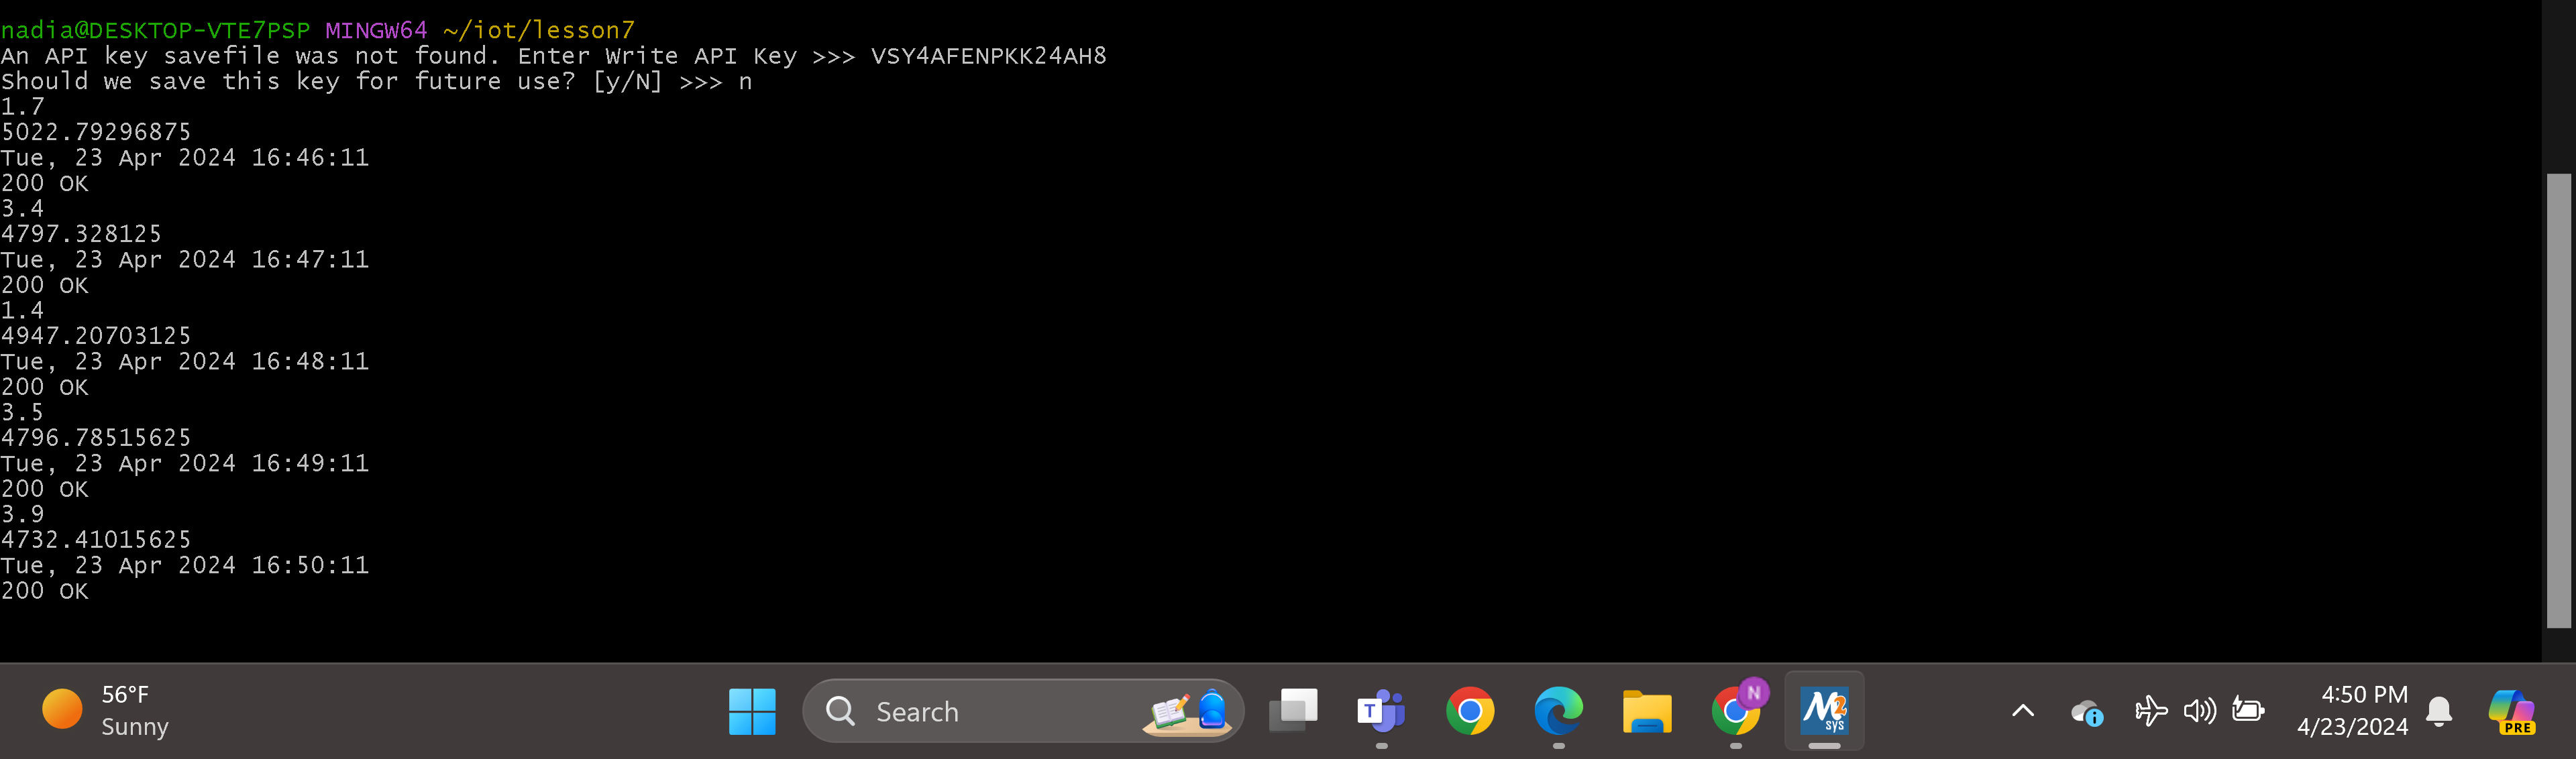 nadia@DESKTOP-VTE7PSP MINGW64 ~/iot/lesson7
An API key savefile was not found. Enter Write API Key >>> VSY4AFENPKK24AH8
Should we save this key for future use? [y/N] >>> n
1.7
5022.79296875
Tue, 23 Apr 2024 16:46:11
200 OK
3.4
4797.328125
Tue, 23 Apr 2024 16:47:11
200 OK
1.4
4947.20703125
Tue, 23 Apr 2024 16:48:11
200 OK
3.5
4796.78515625
Tue, 23 Apr 2024 16:49:11
200 OK
3.9
4732.41015625
Tue, 23 Apr 2024 16:50:11
200 OK
56°F
Sunny
Search
T
N
M2
sys
4:50 PM
4/23/2024
PRE